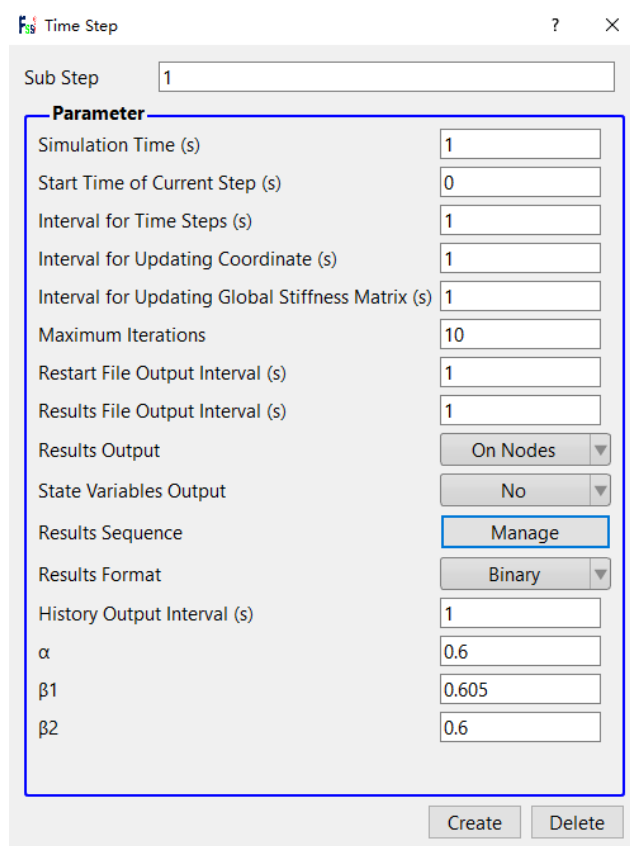 Time Step ?
Sub Step 1
Parameter
Simulation Time (s) 1
Start Time of Current Step (s) 0
Interval for Time Steps (s) 1
Interval for Updating Coordinate (s) 1
Interval for Updating Global Stiffness Matrix (s) 1
Maximum Iterations 10
Restart File Output Interval (s) 1
Results File Output Interval (s) 1
Results Output On Nodes
State Variables Output No
Results Sequence Manage
Results Format Binary
History Output Interval (s) 1
α 0.6
β1 0.605
β2 0.6
Create Delete